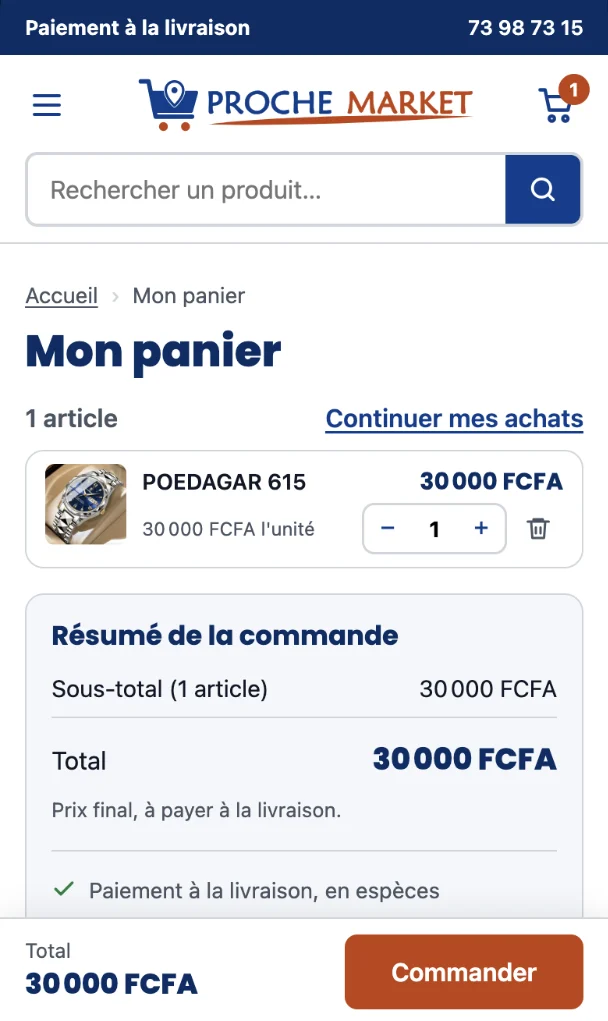 Paiement à la livraison 73 98 73 15
PROCHE MARKET
1
Rechercher un produit...
Accueil › Mon panier
Mon panier
1 article Continuer mes achats
POEDAGAR 615 30 000 FCFA
30 000 FCFA l'unité − 1 +
Résumé de la commande
Sous-total (1 article) 30 000 FCFA
Total 30 000 FCFA
Prix final, à payer à la livraison.
Paiement à la livraison, en espèces
Total
30 000 FCFA
Commander